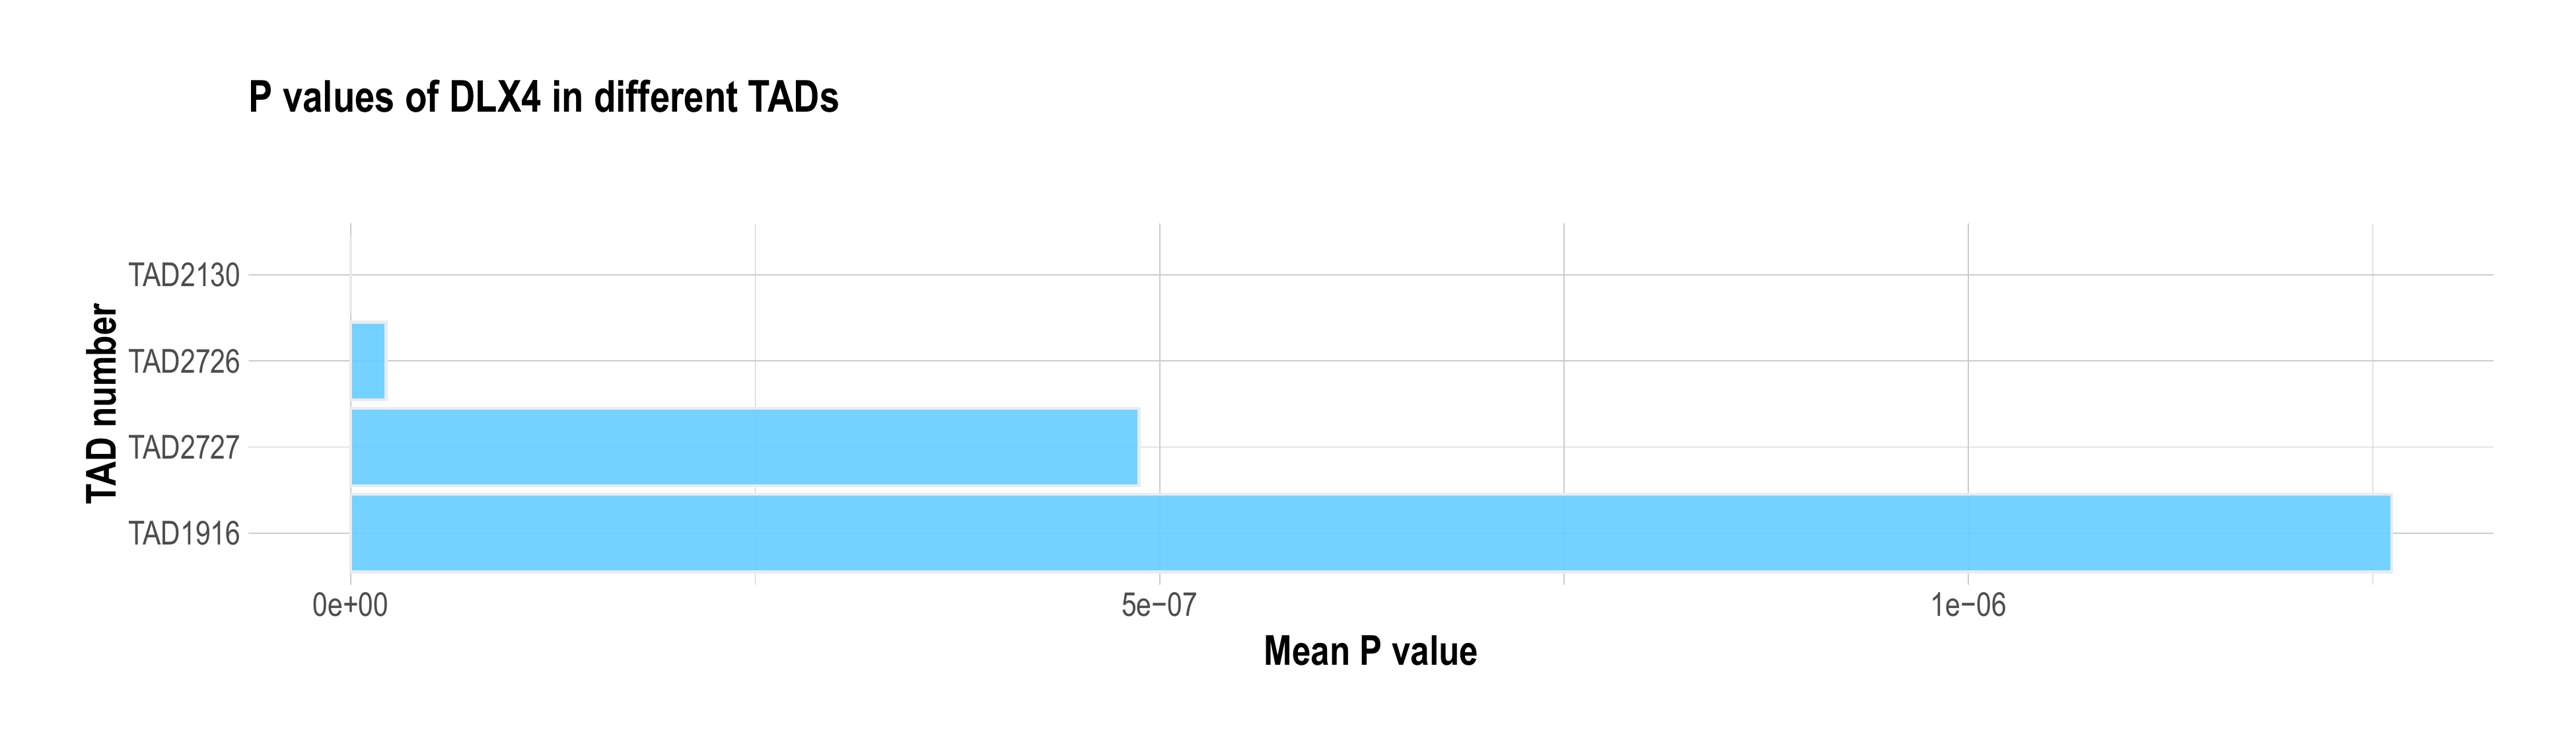 P values of DLX4 in different TADs
TAD number
TAD2130
TAD2726
TAD2727
TAD1916
0e+00
5e−07
1e−06
Mean P value